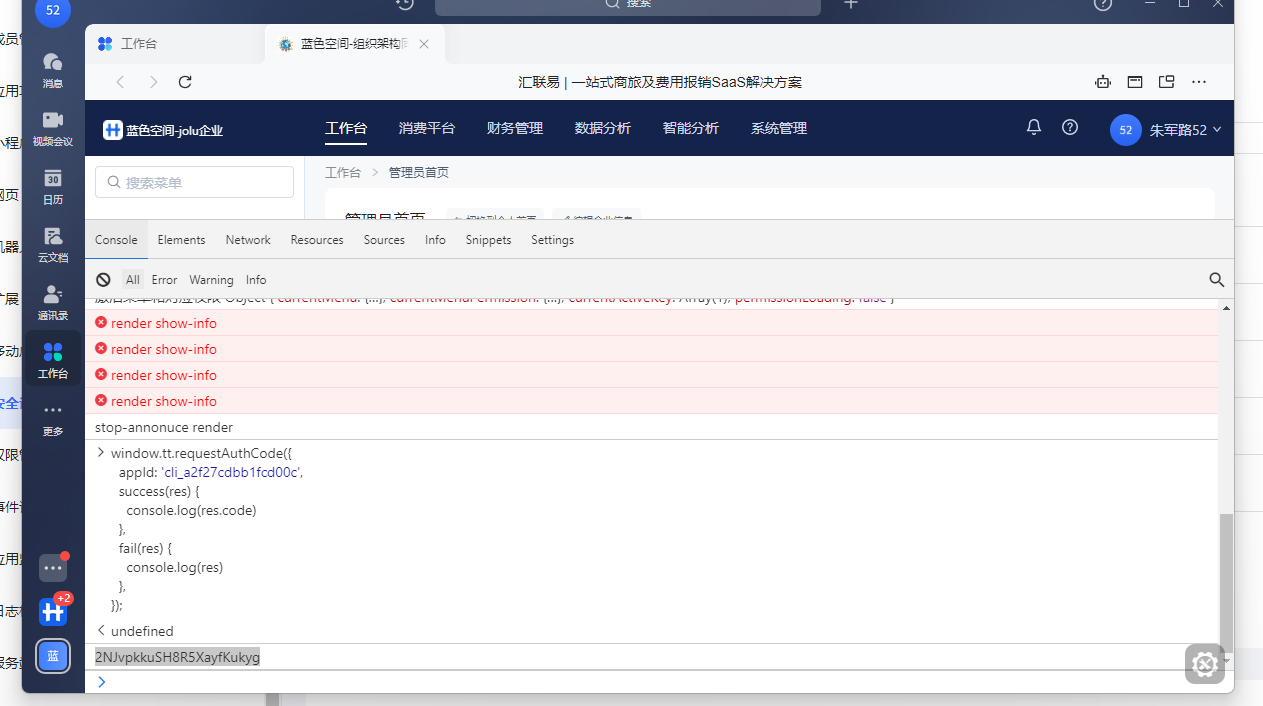 52
搜索
工作台
蓝色空间-组织架构
汇联易 | 一站式商旅及费用报销SaaS解决方案
消息
视频会议
30
日历
云文档
通讯录
工作台
更多
+2
蓝
蓝色空间-jolu企业
工作台
消费平台
财务管理
数据分析
智能分析
系统管理
52
朱军路52
搜索菜单
工作台 > 管理员首页
管理员首页
Console
Elements
Network
Resources
Sources
Info
Snippets
Settings
All
Error
Warning
Info
render show-info
render show-info
render show-info
render show-info
stop-annonuce render
> window.tt.requestAuthCode({
appId: 'cli_a2f27cdbb1fcd00c',
success(res) {
console.log(res.code)
},
fail(res) {
console.log(res)
},
});
< undefined
2NJvpkkuSH8R5XayfKukyg
>